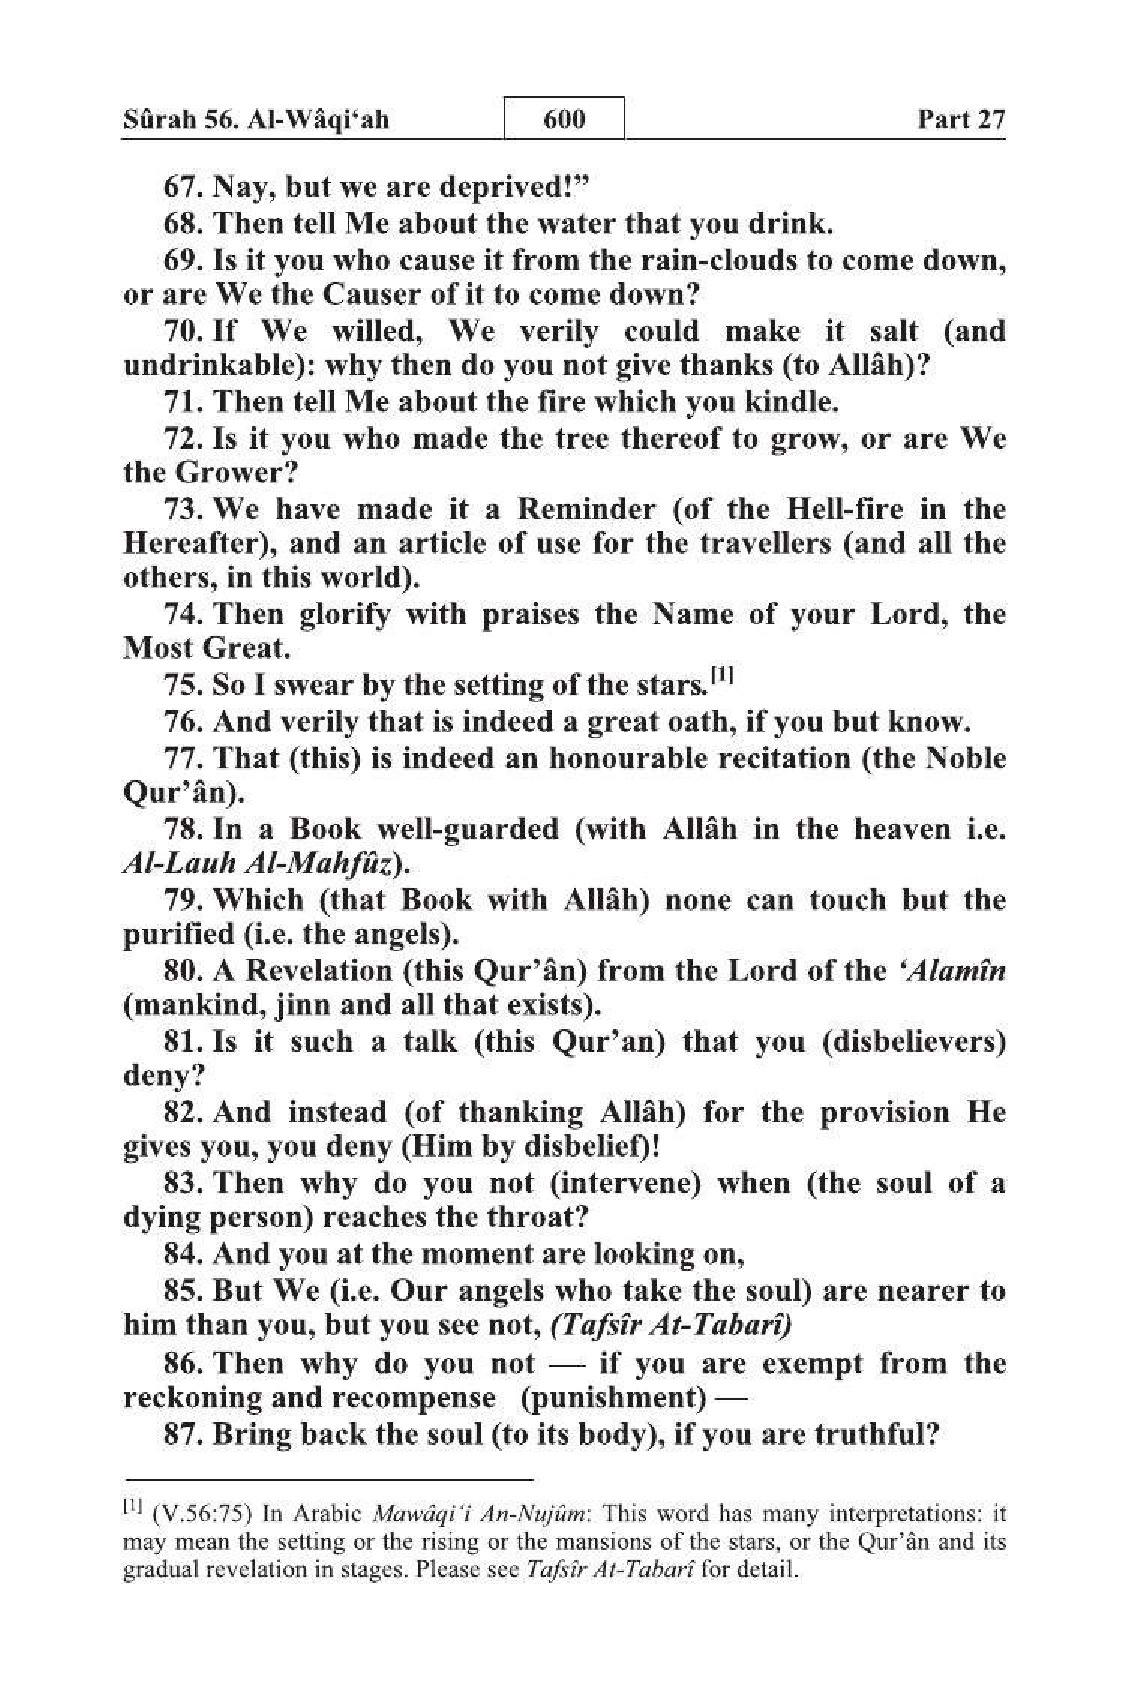 Sûrah 56. Al-Wâqi‘ah 600 Part 27
67. Nay, but we are deprived!”
68. Then tell Me about the water that you drink.
69. Is it you who cause it from the rain-clouds to come down,
or are We the Causer of it to come down?
70. If We willed, We verily could make it salt (and
undrinkable): why then do you not give thanks (to Allâh)?
71. Then tell Me about the fire which you kindle.
72. Is it you who made the tree thereof to grow, or are We
the Grower?
73. We have made it a Reminder (of the Hell-fire in the
Hereafter), and an article of use for the travellers (and all the
others, in this world).
74. Then glorify with praises the Name of your Lord, the
Most Great.
75. So I swear by the setting of the stars.[1]
76. And verily that is indeed a great oath, if you but know.
77. That (this) is indeed an honourable recitation (the Noble
Qur’ân).
78. In a Book well-guarded (with Allâh in the heaven i.e.
Al-Lauh Al-Mahfûz).
79. Which (that Book with Allâh) none can touch but the
purified (i.e. the angels).
80. A Revelation (this Qur’ân) from the Lord of the ‘Alamîn
(mankind, jinn and all that exists).
81. Is it such a talk (this Qur’an) that you (disbelievers)
deny?
82. And instead (of thanking Allâh) for the provision He
gives you, you deny (Him by disbelief)!
83. Then why do you not (intervene) when (the soul of a
dying person) reaches the throat?
84. And you at the moment are looking on,
85. But We (i.e. Our angels who take the soul) are nearer to
him than you, but you see not, (Tafsîr At-Tabarî)
86. Then why do you not — if you are exempt from the
reckoning and recompense (punishment) —
87. Bring back the soul (to its body), if you are truthful?
[1] (V.56:75) In Arabic Mawâqi‘i An-Nujûm: This word has many interpretations: it
may mean the setting or the rising or the mansions of the stars, or the Qur’ân and its
gradual revelation in stages. Please see Tafsîr At-Tabarî for detail.